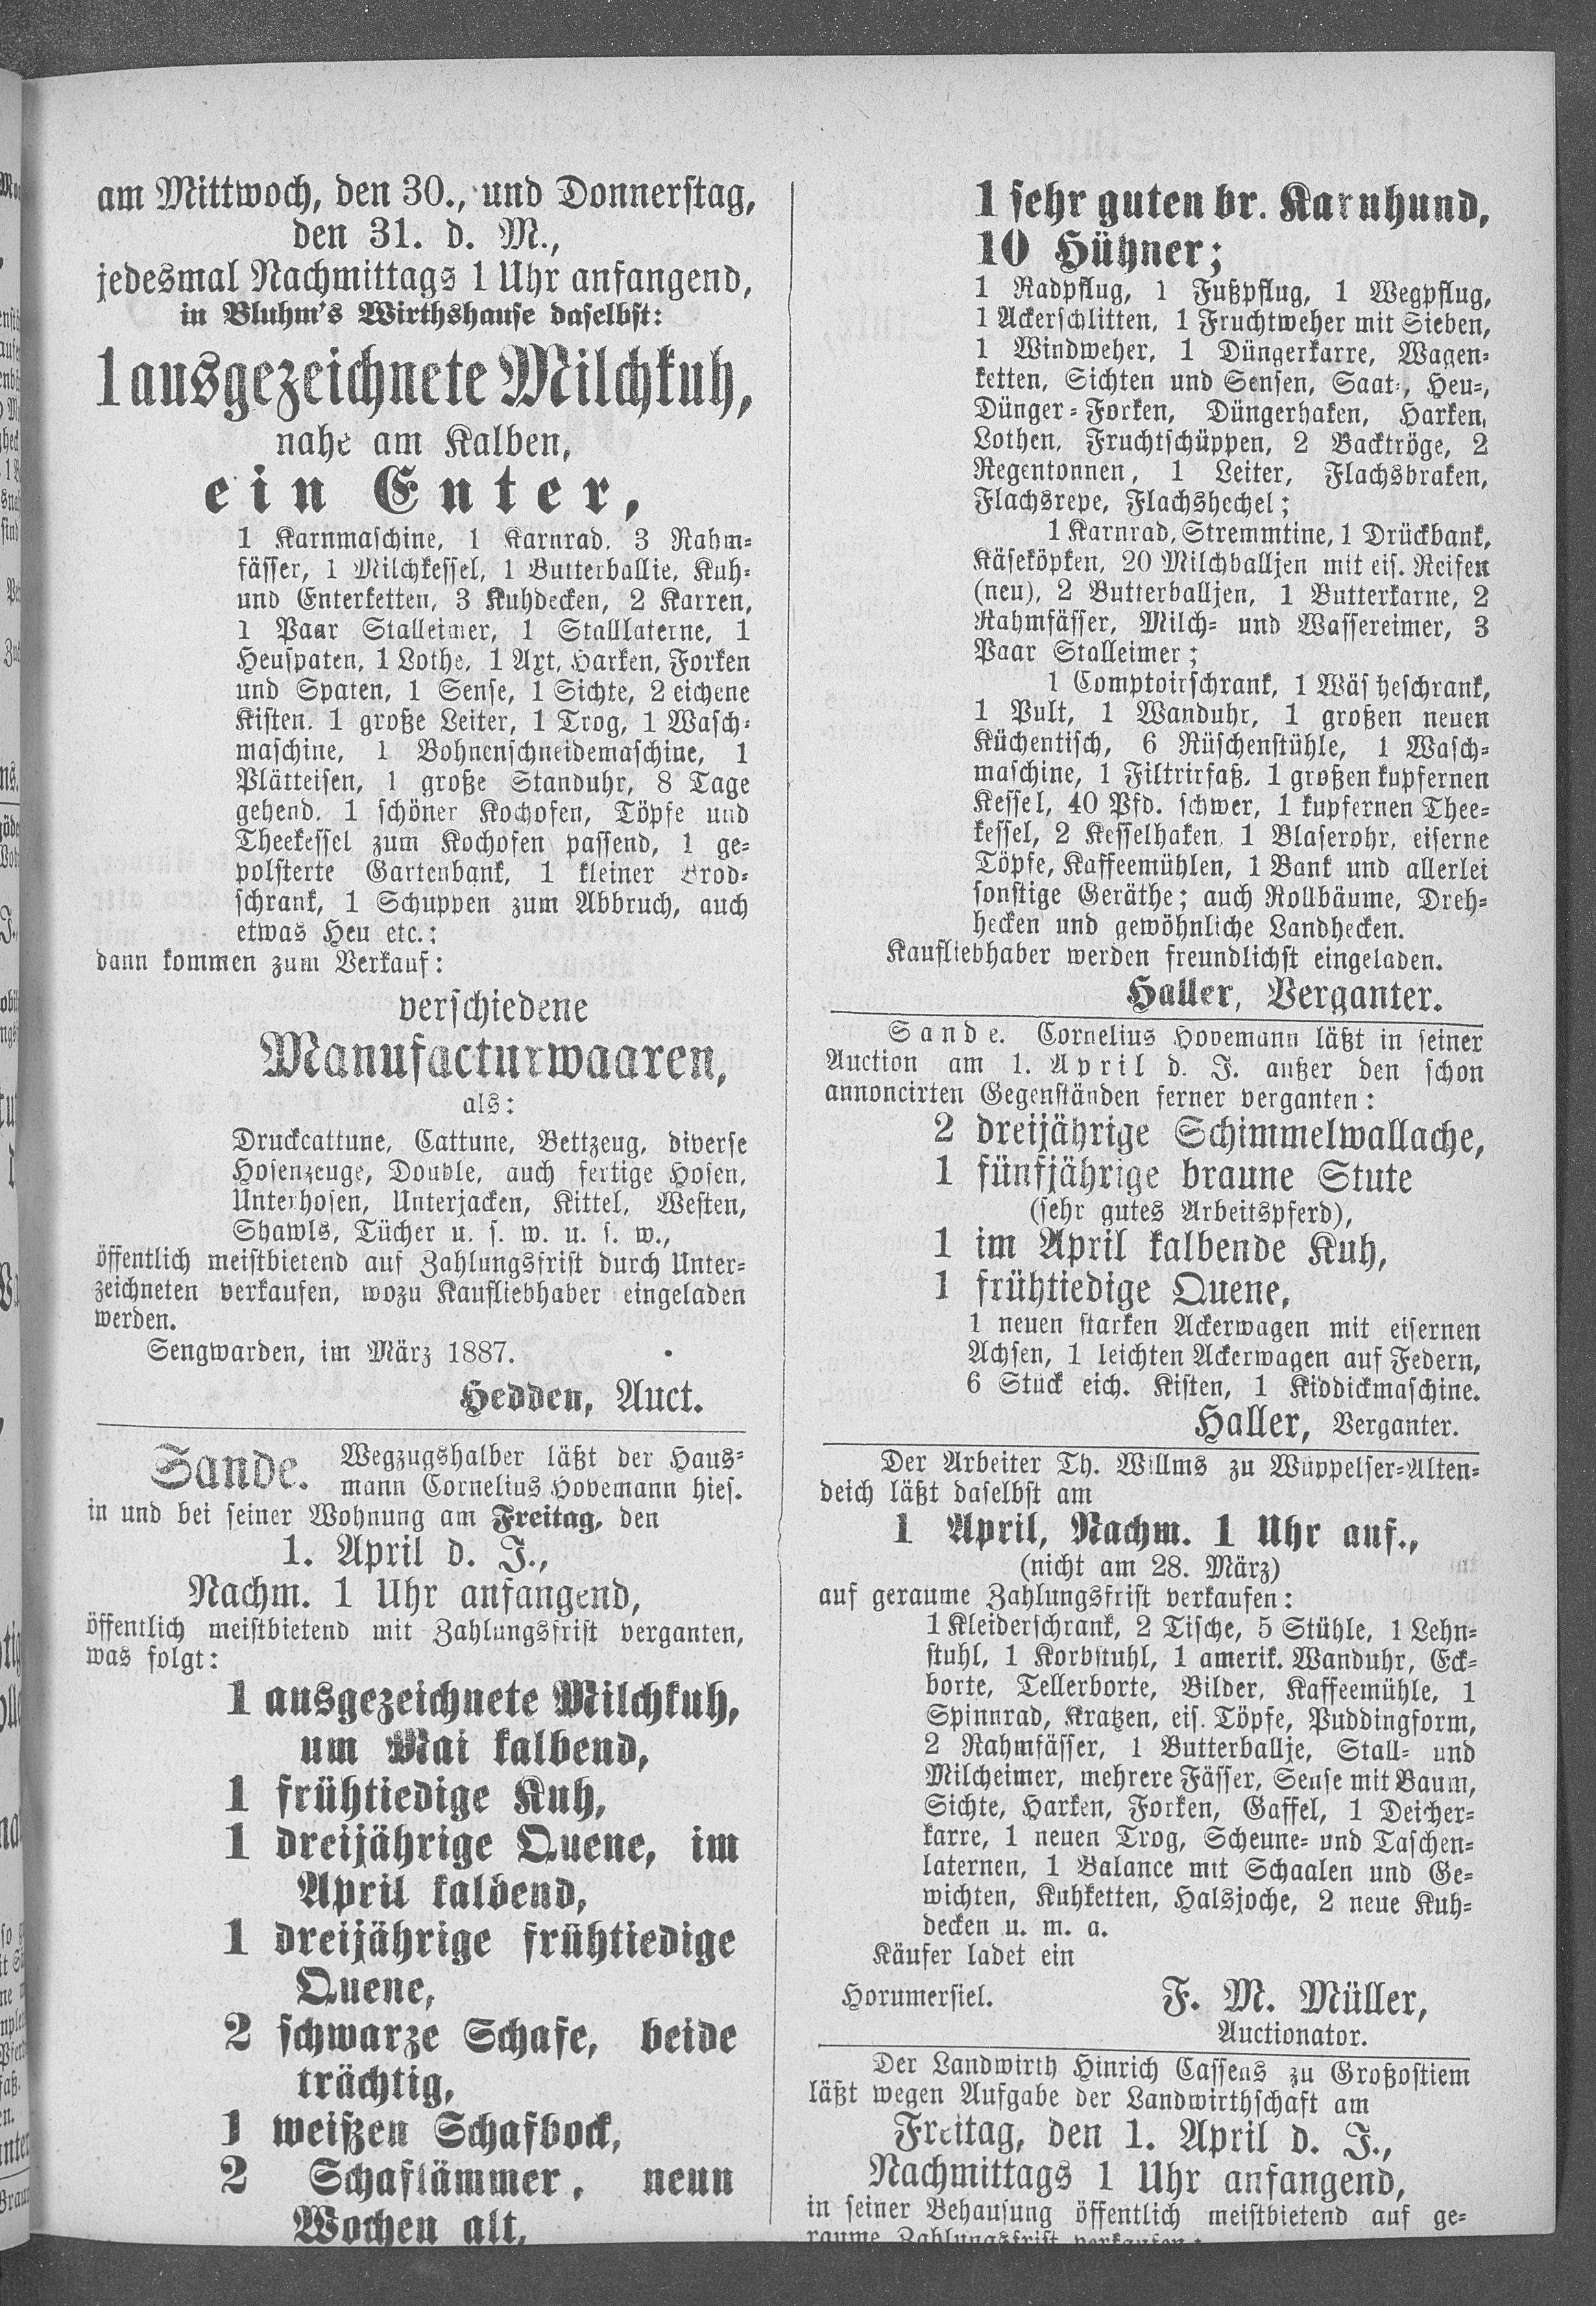 am Mittwoch, den 30., und Donnerstag,
den 31. d. M.,
jedesmal Nachmittags 1 Uhr anfangend,
in Bluhm's Wirthshause daselbst:
1 ausgezeichnete Milchkuh,
nahe am Kalben,
ein Enter,
1 Karnmaschine, 1 Karnrad, 3 Rahm-
fässer, 1 Milchkessel, 1 Butterballie, Kuh-
und Enterketten, 3 Kuhdecken, 2 Karren,
1 Paar Stalleimer, 1 Stalllaterne, 1
Heuspaten, 1 Lothe, 1 Axt, Harken, Forken
und Spaten, 1 Sense, 1 Sichte, 2 eichene
Kisten, 1 große Leiter, 1 Trog, 1 Wasch-
maschine, 1 Bohnenschneidemaschine, 1
Plätteisen, 1 große Standuhr, 8 Tage
gehend, 1 schöner Kochofen, Töpfe und
Theekessel zum Kochofen passend, 1 ge-
polsterte Gartenbank, 1 kleiner Brod-
schrank, 1 Schuppen zum Abbruch, auch
etwas Heu etc.:
dann kommen zum Verkauf:
verschiedene
Manufacturwaaren,
als:
Druckcattune, Cattune, Bettzeug, diverse
Hosenzeuge, Double, auch fertige Hosen,
Unterhosen, Unterjacken, Kittel, Westen,
Shawls, Tücher u. s. w. u. s. w.,
öffentlich meistbietend auf Zahlungsfrist durch Unter-
zeichneten verkaufen, wozu Kaufliebhaber eingeladen
werden.
Sengwarden, im März 1887.
Hedden, Auct.
Sande. Wegzugshalber läßt der Haus-
mann Cornelius Hovemann hies.
in und bei seiner Wohnung am Freitag, den
1. April d. J.,
Nachm. 1 Uhr anfangend,
öffentlich meistbietend mit Zahlungsfrist verganten,
was folgt:
1 ausgezeichnete Milchkuh,
um Mai kalbend,
1 frühtiedige Kuh,
1 dreijährige Quene, im
April kalbend,
1 dreijährige frühtiedige
Quene,
2 schwarze Schafe, beide
trächtig,
1 weißen Schafbock,
2 Schaflämmer, neun
Wochen alt,
1 sehr guten br. Karnhund,
10 Hühner;
1 Radpflug, 1 Fußpflug, 1 Wegpflug,
1 Ackerschlitten, 1 Fruchtweher mit Sieben,
1 Windweher, 1 Düngerkarre, Wagen-
ketten, Sichten und Sensen, Saat-, Heu-,
Dünger-Forken, Düngerhaken, Harken,
Lothen, Fruchtschüppen, 2 Backtröge, 2
Regentonnen, 1 Leiter, Flachsbraken,
Flachsrepe, Flachshechel;
1 Karnrad, Stremmtine, 1 Drückbank,
Käseköpken, 20 Milchballjen mit eis. Reifen
(neu), 2 Butterballjen, 1 Butterkarne, 2
Rahmfässer, Milch- und Wassereimer, 3
Paar Stalleimer;
1 Comptoirschrank, 1 Wäs heschrank,
1 Pult, 1 Wanduhr, 1 großen neuen
Küchentisch, 6 Rüschenstühle, 1 Wasch-
maschine, 1 Filtrirfaß, 1 großen kupfernen
Kessel, 40 Pfd. schwer, 1 kupfernen Thee-
kessel, 2 Kesselhaken, 1 Blaserohr, eiserne
Töpfe, Kaffeemühlen, 1 Bank und allerlei
sonstige Geräthe; auch Rollbäume, Dreh-
hecken und gewöhnliche Landhecken.
Kaufliebhaber werden freundlichst eingeladen.
Haller, Verganter.
Sande. Cornelius Hovemann läßt in seiner
Auction am 1. April d. J. außer den schon
annoncirten Gegenständen ferner verganten:
2 dreijährige Schimmelwallache,
1 fünfjährige braune Stute
(sehr gutes Arbeitspferd),
1 im April kalbende Kuh,
1 frühtiedige Quene,
1 neuen starken Ackerwagen mit eisernen
Achsen, 1 leichten Ackerwagen auf Federn,
6 Stück eich. Kisten, 1 Kiddickmaschine.
Haller, Verganter.
Der Arbeiter Th. Willms zu Wüppelser-Alten-
deich läßt daselbst am
1 April, Nachm. 1 Uhr anf.,
(nicht am 28. März)
auf geraume Zahlungsfrist verkaufen:
1 Kleiderschrank, 2 Tische, 5 Stühle, 1 Lehn-
stuhl, 1 Korbstuhl, 1 amerik. Wanduhr, Eck-
borte, Tellerborte, Bilder, Kaffeemühle, 1
Spinnrad, Kratzen, eis. Töpfe, Puddingform,
2 Rahmfässer, 1 Butterballje, Stall- und
Milcheimer, mehrere Fässer, Sense mit Baum,
Sichte, Harken, Forken, Gaffel, 1 Deicher-
karre, 1 neuen Trog, Scheune- und Taschen-
laternen, 1 Balance mit Schaalen und Ge-
wichten, Kuhketten, Halsjoche, 2 neue Kuh-
decken u. m. a.
Käufer ladet ein
Horumersiel. F. M. Müller,
Auctionator.
Der Landwirth Hinrich Cassens zu Großostiem
läßt wegen Aufgabe der Landwirthschaft am
Freitag, den 1. April d. J.,
Nachmittags 1 Uhr anfangend,
in seiner Behausung öffentlich meistbietend auf ge-
raume Zahlungsfrist verkaufen: